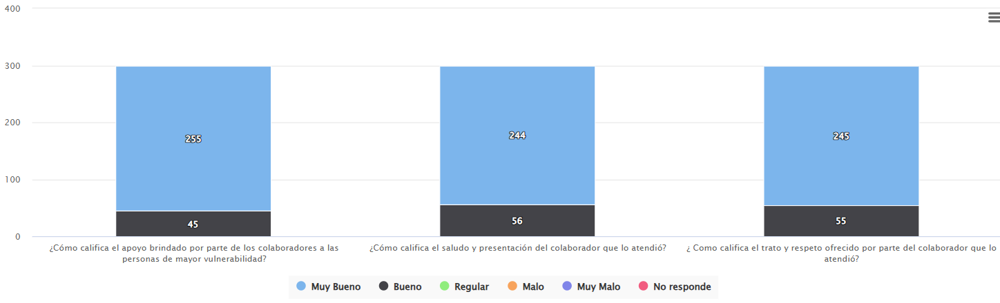 400
300
200
100
0
255
45
244
56
245
55
¿Cómo califica el apoyo brindado por parte de los colaboradores a las
personas de mayor vulnerabilidad?
¿Cómo califica el saludo y presentación del colaborador que lo atendió?
¿ Como califica el trato y respeto ofrecido por parte del colaborador que lo
atendió?
Muy Bueno Bueno Regular Malo Muy Malo No responde